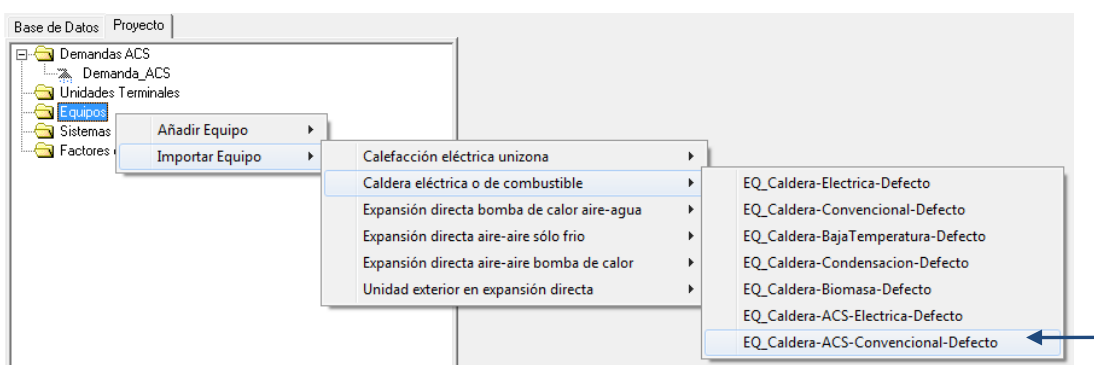 Base de Datos Proyecto
Demandas ACS
Demanda_ACS
Unidades Terminales
Equipos
Sistemas
Factores
Añadir Equipo
Importar Equipo
Calefacción eléctrica unizona
Caldera eléctrica o de combustible
Expansión directa bomba de calor aire-agua
Expansión directa aire-aire sólo frio
Expansión directa aire-aire bomba de calor
Unidad exterior en expansión directa
EQ_Caldera-Electrica-Defecto
EQ_Caldera-Convencional-Defecto
EQ_Caldera-BajaTemperatura-Defecto
EQ_Caldera-Condensacion-Defecto
EQ_Caldera-Biomasa-Defecto
EQ_Caldera-ACS-Electrica-Defecto
EQ_Caldera-ACS-Convencional-Defecto